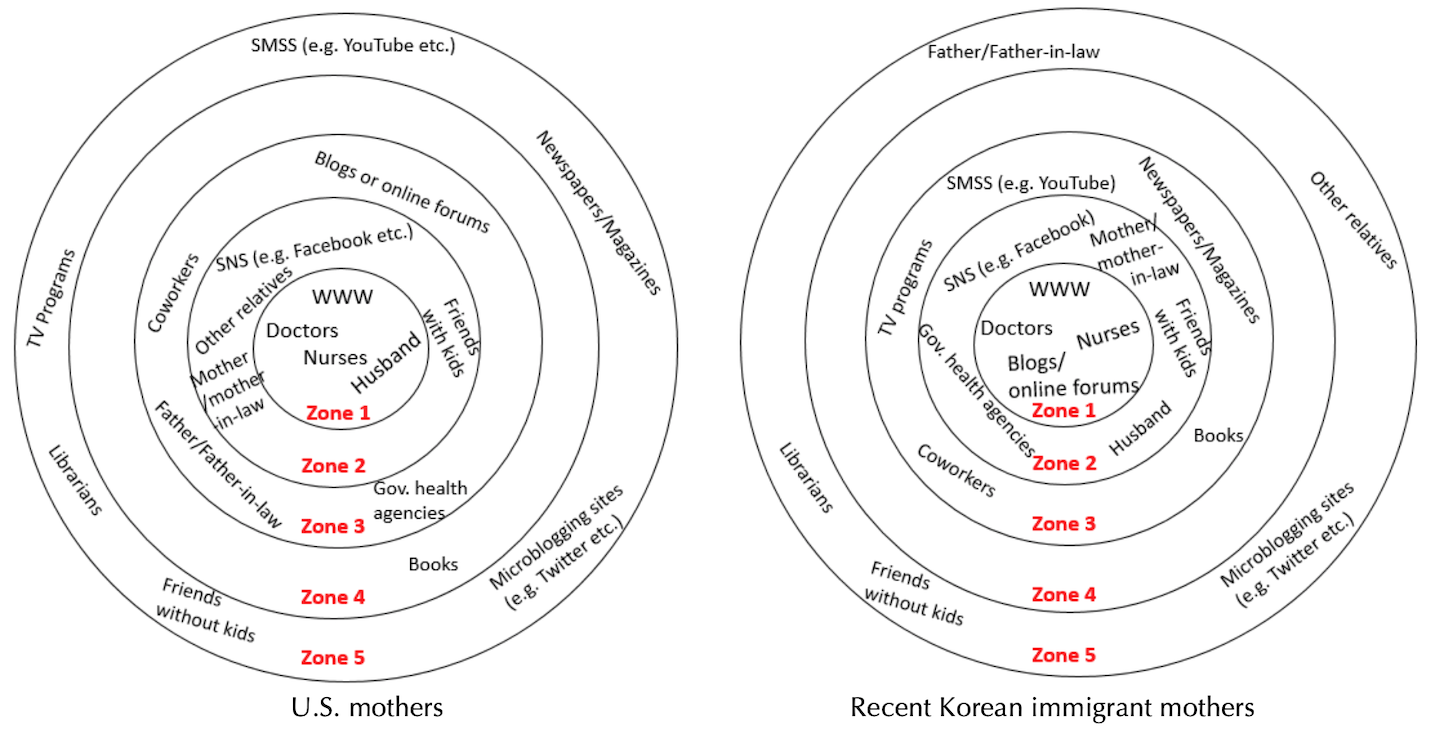 SMSS (e.g. YouTube etc.)
Newspapers/Magazines
Blogs or online forums
SNS (e.g. Facebook etc.)
Coworkers
TV Programs
Other relatives
WWW
Doctors
Nurses
Husband
Friends
with kids
Mother
/mother
-in-law
Zone 1
Father/Father-in-law
Zone 2
Gov. health
agencies
Zone 3
Librarians
Books
Microblogging sites
(e.g. Twitter etc.)
Friends
without kids
Zone 4
Zone 5
U.S. mothers
Father/Father-in-law
Other relatives
SMSS (e.g. YouTube)
Newspapers/Magazines
SNS (e.g. Facebook)
Mother/
mother-
in-law
TV programs
WWW
Doctors
Nurses
Blogs/
online forums
Friends
with kids
Gov. health agencies
Zone 1
Husband
Books
Zone 2
Coworkers
Zone 3
Librarians
Microblogging sites
(e.g. Twitter etc.)
Friends
without kids
Zone 4
Zone 5
Recent Korean immigrant mothers